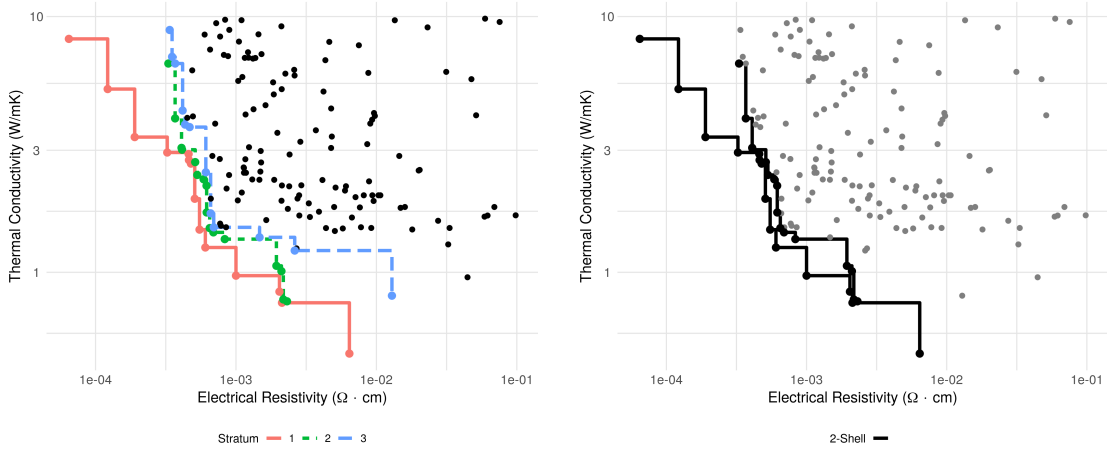 10
3
1
Thermal Conductivity (W/mK)
1e-04 1e-03 1e-02 1e-01
Electrical Resistivity (Ω · cm)
Stratum 1 2 3
10
3
1
Thermal Conductivity (W/mK)
1e-04 1e-03 1e-02 1e-01
Electrical Resistivity (Ω · cm)
2-Shell